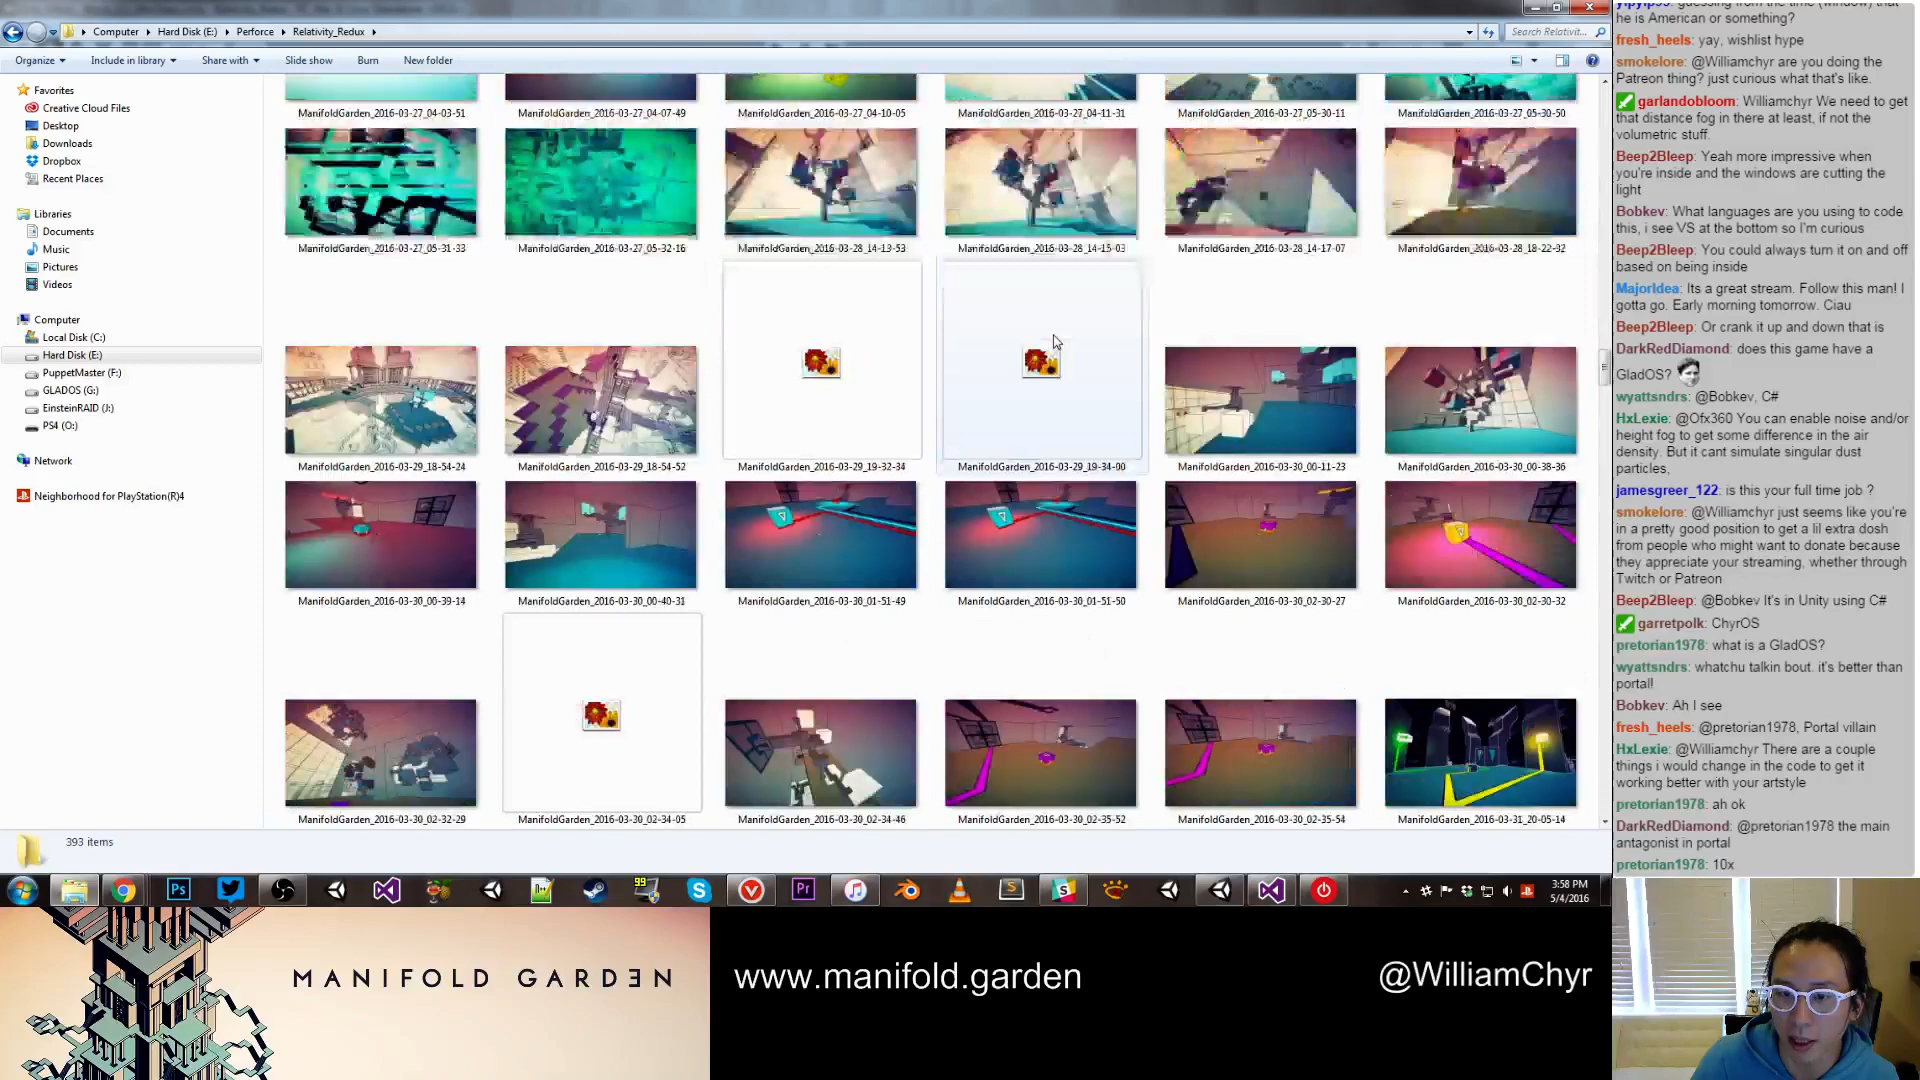 Computer Hard Disk (E:) Perforce Relativity_Redux
Search Relativit...
Organize Include in library Share with Slide show Burn New folder
Favorites
Creative Cloud Files
Desktop
Downloads
Dropbox
Recent Places
Libraries
Documents
Music
Pictures
Videos
Computer
Local Disk (C:)
Hard Disk (E:)
PuppetMaster (F:)
GLADOS (G:)
EinsteinRAID (J:)
PS4 (O:)
Network
Neighborhood for PlayStation(R)4
ManifoldGarden_2016-03-27_04-03-51
ManifoldGarden_2016-03-27_04-07-49
ManifoldGarden_2016-03-27_04-10-05
ManifoldGarden_2016-03-27_04-11-31
ManifoldGarden_2016-03-27_05-30-11
ManifoldGarden_2016-03-27_05-30-50
ManifoldGarden_2016-03-27_05-31-33
ManifoldGarden_2016-03-27_05-32-16
ManifoldGarden_2016-03-28_14-13-53
ManifoldGarden_2016-03-28_14-15-03
ManifoldGarden_2016-03-28_14-17-07
ManifoldGarden_2016-03-28_18-22-32
ManifoldGarden_2016-03-29_18-54-24
ManifoldGarden_2016-03-29_18-54-52
ManifoldGarden_2016-03-29_19-32-34
ManifoldGarden_2016-03-29_19-34-00
ManifoldGarden_2016-03-30_00-11-23
ManifoldGarden_2016-03-30_00-38-36
ManifoldGarden_2016-03-30_00-39-14
ManifoldGarden_2016-03-30_00-40-31
ManifoldGarden_2016-03-30_01-51-49
ManifoldGarden_2016-03-30_01-51-50
ManifoldGarden_2016-03-30_02-30-27
ManifoldGarden_2016-03-30_02-30-32
ManifoldGarden_2016-03-30_02-32-29
ManifoldGarden_2016-03-30_02-34-05
ManifoldGarden_2016-03-30_02-34-46
ManifoldGarden_2016-03-30_02-35-52
ManifoldGarden_2016-03-30_02-35-54
ManifoldGarden_2016-03-31_20-05-14
393 items
Ps
99
Pr
3:58 PM
5/4/2016
MANIFOLD GARDƎN
www.manifold.garden
@WilliamChyr
yipyip95: guessing from the time (window) that
he is American or something?
fresh_heels: yay, wishlist hype
smokelore: @Williamchyr are you doing the
Patreon thing? just curious what that's like.
garlandobloom: Williamchyr We need to get
that distance fog in there at least, if not the
volumetric stuff.
Beep2Bleep: Yeah more impressive when
you're inside and the windows are cutting the
light
Bobkev: What languages are you using to code
this, i see VS at the bottom so I'm curious
Beep2Bleep: You could always turn it on and off
based on being inside
MajorIdea: Its a great stream. Follow this man! I
gotta go. Early morning tomorrow. Ciau
Beep2Bleep: Or crank it up and down that is
DarkRedDiamond: does this game have a
GladOS?
wyattsndrs: @Bobkev, C#
HxLexie: @Ofx360 You can enable noise and/or
height fog to get some difference in the air
density. But it cant simulate singular dust
particles,
jamesgreer_122: is this your full time job ?
smokelore: @Williamchyr just seems like you're
in a pretty good position to get a lil extra dosh
from people who might want to donate because
they appreciate your streaming, whether through
Twitch or Patreon
Beep2Bleep: @Bobkev It's in Unity using C#
garretpolk: ChyrOS
pretorian1978: what is a GladOS?
wyattsndrs: whatchu talkin bout. it's better than
portal!
Bobkev: Ah I see
fresh_heels: @pretorian1978, Portal villain
HxLexie: @Williamchyr There are a couple
things i would change in the code to get it
working better with your artstyle
pretorian1978: ah ok
DarkRedDiamond: @pretorian1978 the main
antagonist in portal
pretorian1978: 10x